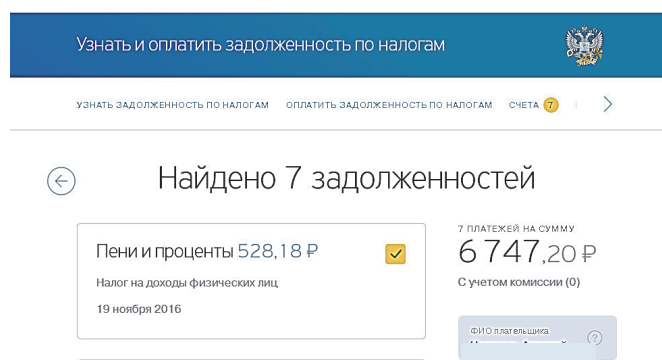 Узнать и оплатить задолженность по налогам
УЗНАТЬ ЗАДОЛЖЕННОСТЬ ПО НАЛОГАМ ОПЛАТИТЬ ЗАДОЛЖЕННОСТЬ ПО НАЛОГАМ СЧЕТА 7
Найдено 7 задолженностей
7 ПЛАТЕЖЕЙ НА СУММУ
6 747,20 ₽
С учетом комиссии (0)
Пени и проценты 528,18 ₽
Налог на доходы физических лиц
19 ноября 2016
ФИО плательщика ?